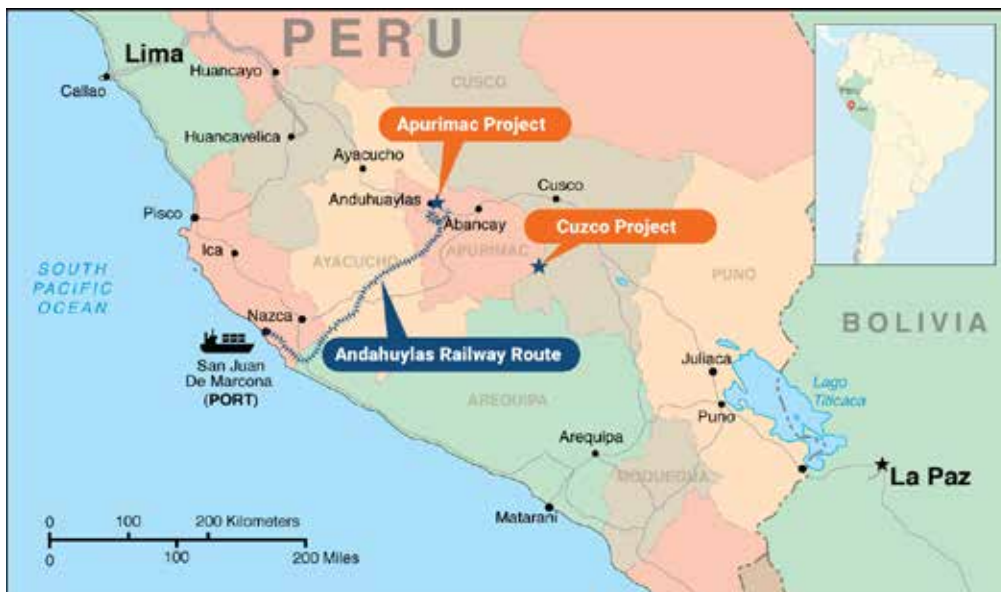 PERU
Lima
Huancayo
Callao
CUSCO
Apurimac Project
Huancavelica
Ayacucho
Cusco
Anduhuaylas
Pisco
Abancay
Cuzco Project
Ica
APURIMAC
AYACUCHO
PUNO
SOUTH
PACIFIC
OCEAN
Nazca
BOLIVIA
Andahuylas Railway Route
San Juan
De Marcona
(PORT)
Juliaca
Lago
Titicaca
AREQUIPA
Puno
Arequipa
MOQUEGUA
La Paz
Matarani
0 100 200 Kilometers
0 100 200 Miles